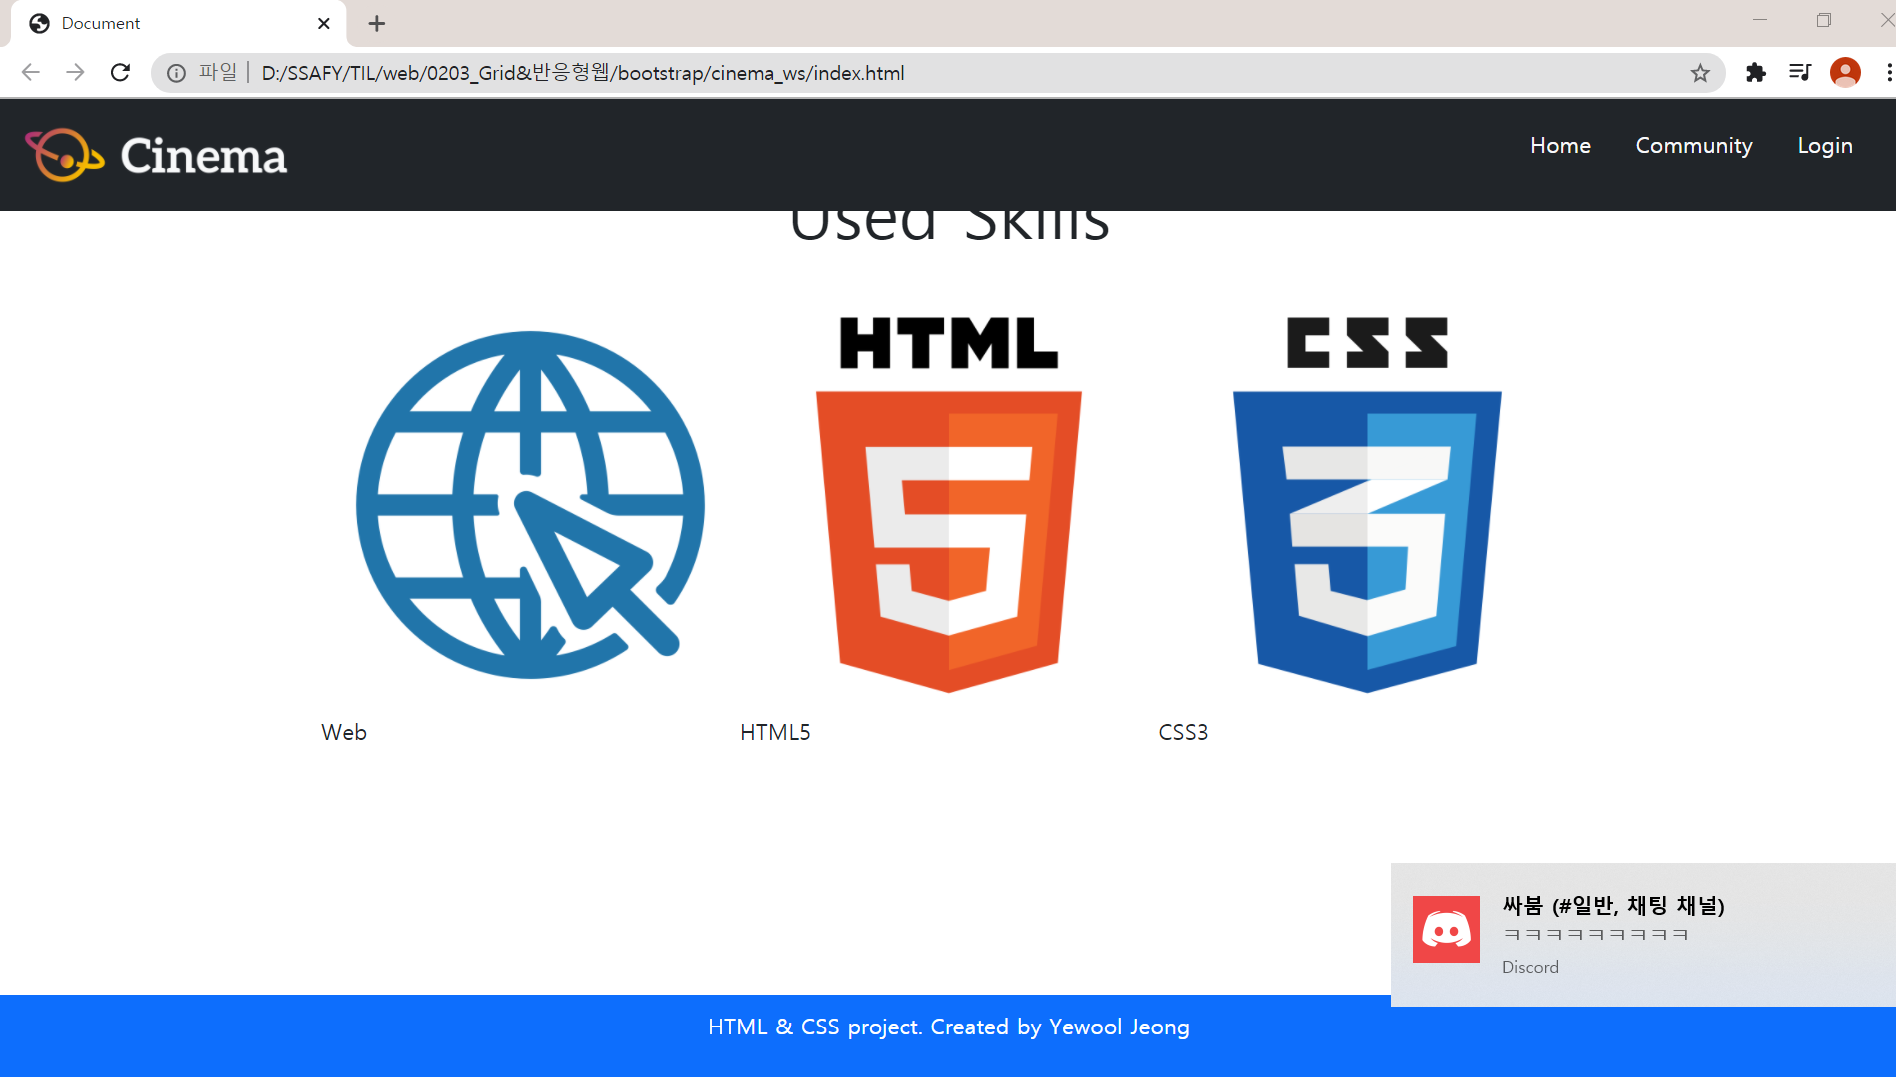 Document
파일 | D:/SSAFY/TIL/web/0203_Grid&반응형웹/bootstrap/cinema_ws/index.html
Cinema
Home Community Login
Used Skills
HTML
CSS
5
3
Web
HTML5
CSS3
싸붐 (#일반, 채팅 채널)
ㅋㅋㅋㅋㅋㅋㅋㅋㅋ
Discord
HTML & CSS project. Created by Yewool Jeong